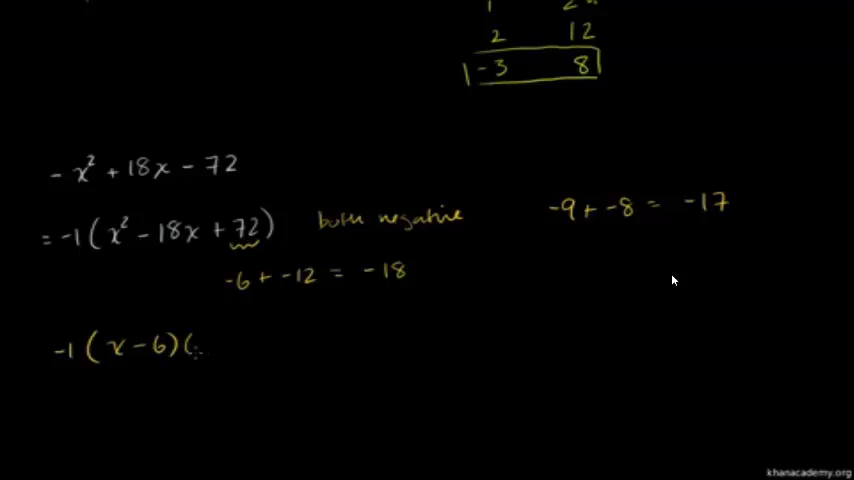 1
2 12
-3 8
-x² + 18x - 72
= -1(x² - 18x + 72) both negative -9 + -8 = -17
-6 + -12 = -18
-1(x - 6)(
khanacademy.org